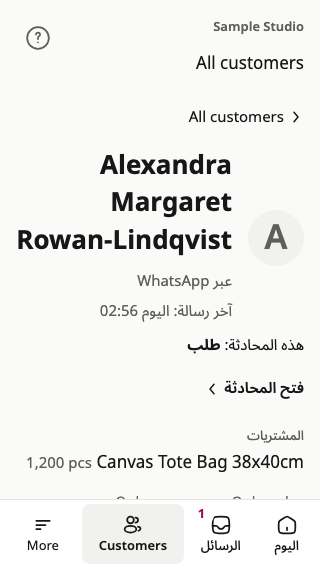 Sample Studio
All customers
All customers
Alexandra
Margaret
Rowan-Lindqvist
A
عبر WhatsApp
آخر رسالة: اليوم 02:56
هذه المحادثة: طلب
فتح المحادثة
المشتريات
Canvas Tote Bag 38x40cm 1,200 pcs
اليوم
1
الرسائل
Customers
More